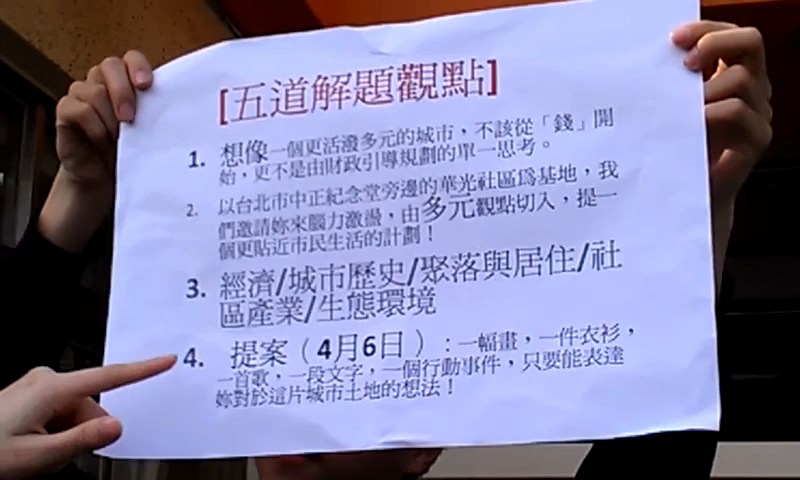 [五道解題觀點]
1. 想像一個更活潑多元的城市，不該從「錢」開
始，更不是由財政引導規劃的單一思考。
2. 以台北市中正紀念堂旁邊的華光社區為基地，我
們邀請妳來腦力激盪，由多元觀點切入，提一
個更貼近市民生活的計劃！
3. 經濟/城市歷史/聚落與居住/社
區產業/生態環境
4. 提案（4月6日）：一幅畫，一件衣衫，
一首歌，一段文字，一個行動事件，只要能表達
妳對於這片城市土地的想法！